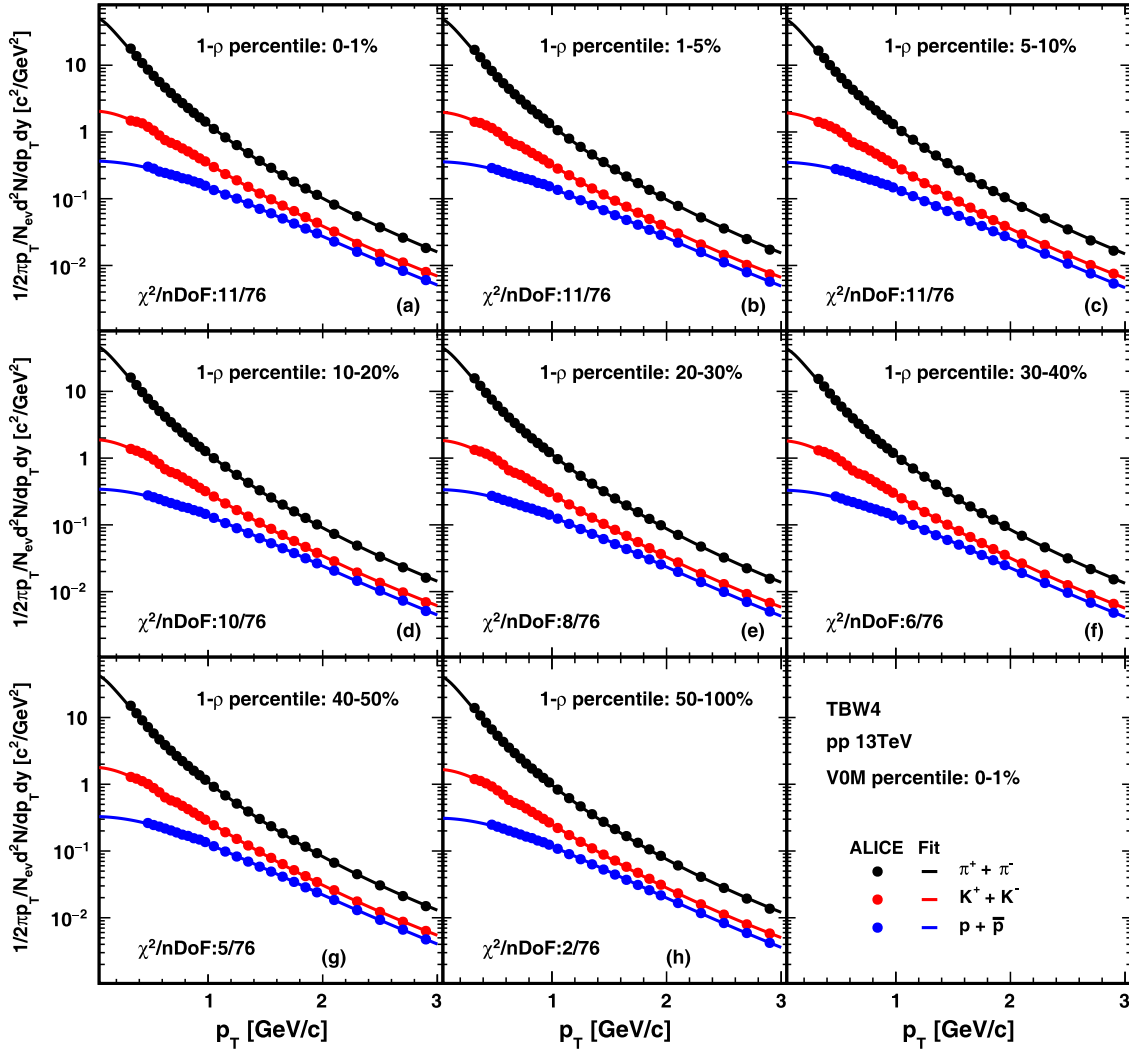 1/2πp_T/N_ev d²N/dp_T dy [c²/GeV²]
10
1
10⁻¹
10⁻²
1-ρ percentile: 0-1%
χ²/nDoF:11/76
(a)
1-ρ percentile: 1-5%
χ²/nDoF:11/76
(b)
1-ρ percentile: 5-10%
χ²/nDoF:11/76
(c)
1/2πp_T/N_ev d²N/dp_T dy [c²/GeV²]
10
1
10⁻¹
10⁻²
1-ρ percentile: 10-20%
χ²/nDoF:10/76
(d)
1-ρ percentile: 20-30%
χ²/nDoF:8/76
(e)
1-ρ percentile: 30-40%
χ²/nDoF:6/76
(f)
1/2πp_T/N_ev d²N/dp_T dy [c²/GeV²]
10
1
10⁻¹
10⁻²
1-ρ percentile: 40-50%
χ²/nDoF:5/76
(g)
1-ρ percentile: 50-100%
χ²/nDoF:2/76
(h)
TBW4
pp 13TeV
V0M percentile: 0-1%
ALICE Fit
π⁺ + π⁻
K⁺ + K⁻
p + p̅
1 2 3
1 2 3
1 2 3
p_T [GeV/c]
p_T [GeV/c]
p_T [GeV/c]